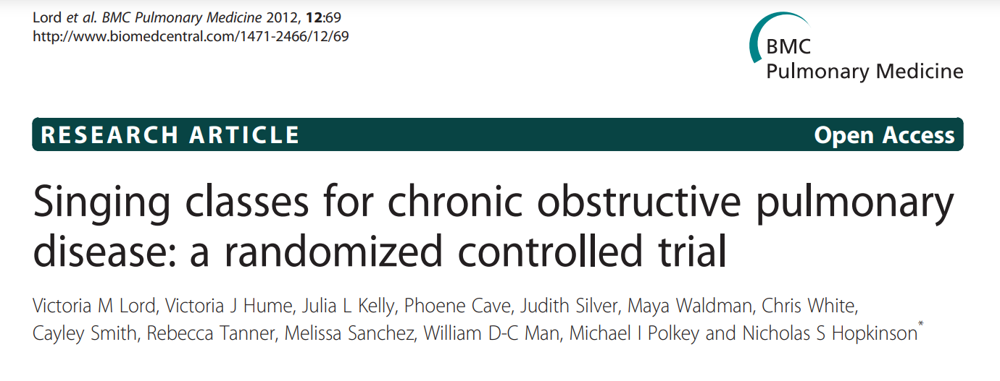 Lord et al. BMC Pulmonary Medicine 2012, 12:69
http://www.biomedcentral.com/1471-2466/12/69
BMC
Pulmonary Medicine
RESEARCH ARTICLE
Open Access
Singing classes for chronic obstructive pulmonary
disease: a randomized controlled trial
Victoria M Lord, Victoria J Hume, Julia L Kelly, Phoene Cave, Judith Silver, Maya Waldman, Chris White,
Cayley Smith, Rebecca Tanner, Melissa Sanchez, William D-C Man, Michael I Polkey and Nicholas S Hopkinson*